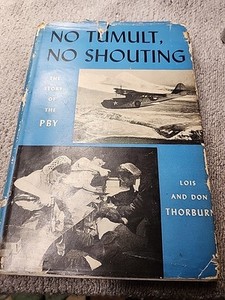 NO TUMULT,
NO SHOUTING
THE
STORY
OF
THE
PBY
LOIS
AND DON
THORBURN